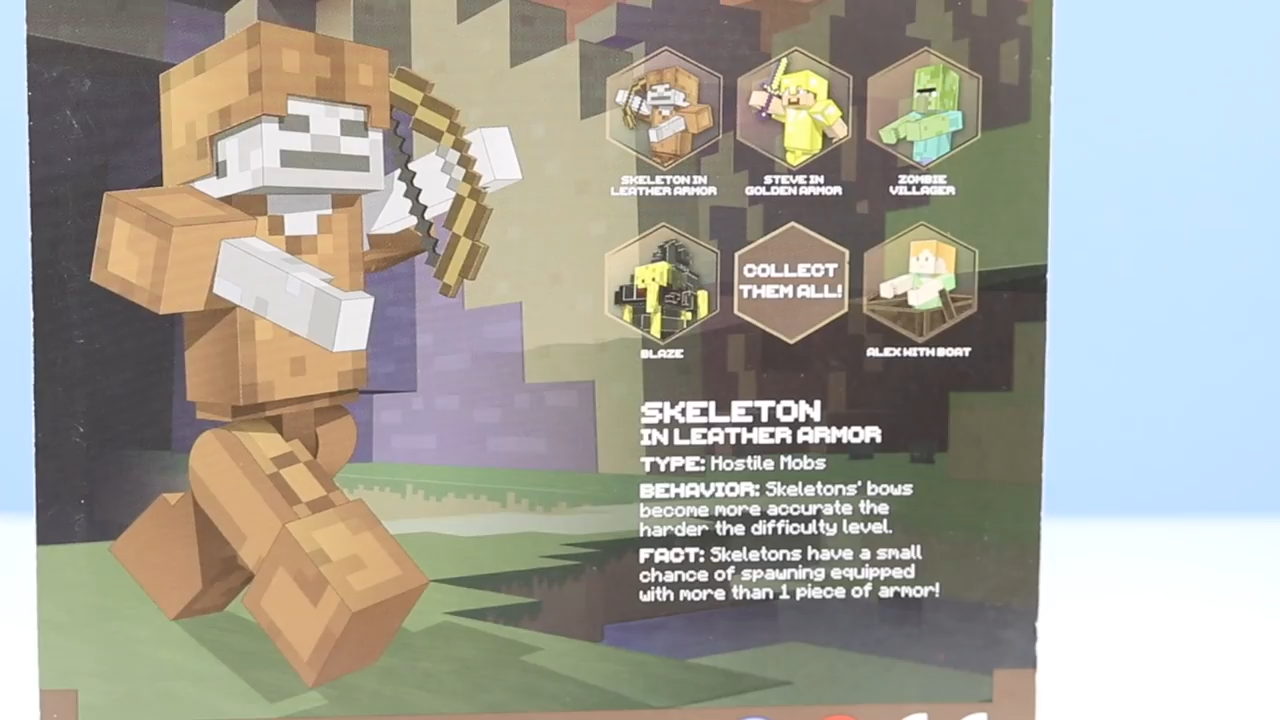 SKELETON IN
LEATHER ARMOR
STEVE IN
GOLDEN ARMOR
ZOMBIE
VILLAGER
BLAZE
COLLECT
THEM ALL!
ALEX WITH BOAT
SKELETON
IN LEATHER ARMOR
TYPE: Hostile Mobs
BEHAVIOR: Skeletons' bows
become more accurate the
harder the difficulty level.
FACT: Skeletons have a small
chance of spawning equipped
with more than 1 piece of armor!